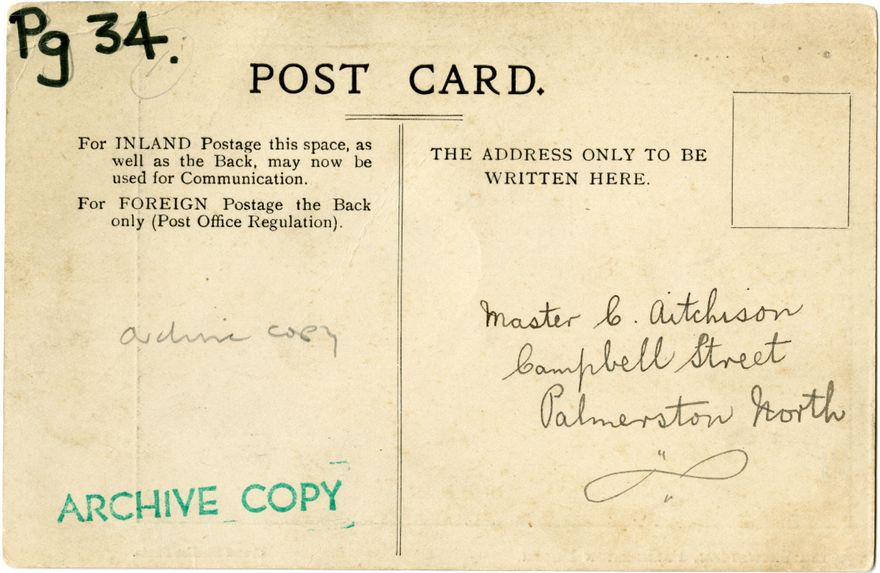 Pg 34.
POST CARD.
For INLAND Postage this space, as
well as the Back, may now be
used for Communication.
For FOREIGN Postage the Back
only (Post Office Regulation).
THE ADDRESS ONLY TO BE
WRITTEN HERE.
archive copy
Master C. Aitchison
Campbell Street
Palmerston North
ARCHIVE COPY